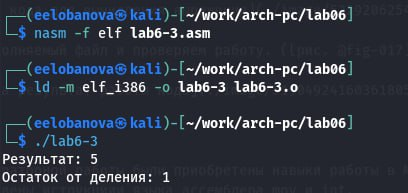 ┌──(eelobanova㉿kali)-[~/work/arch-pc/lab06]
└─$ nasm -f elf lab6-3.asm
┌──(eelobanova㉿kali)-[~/work/arch-pc/lab06]
└─$ ld -m elf_i386 -o lab6-3 lab6-3.o
┌──(eelobanova㉿kali)-[~/work/arch-pc/lab06]
└─$ ./lab6-3
Результат: 5
Остаток от деления: 1